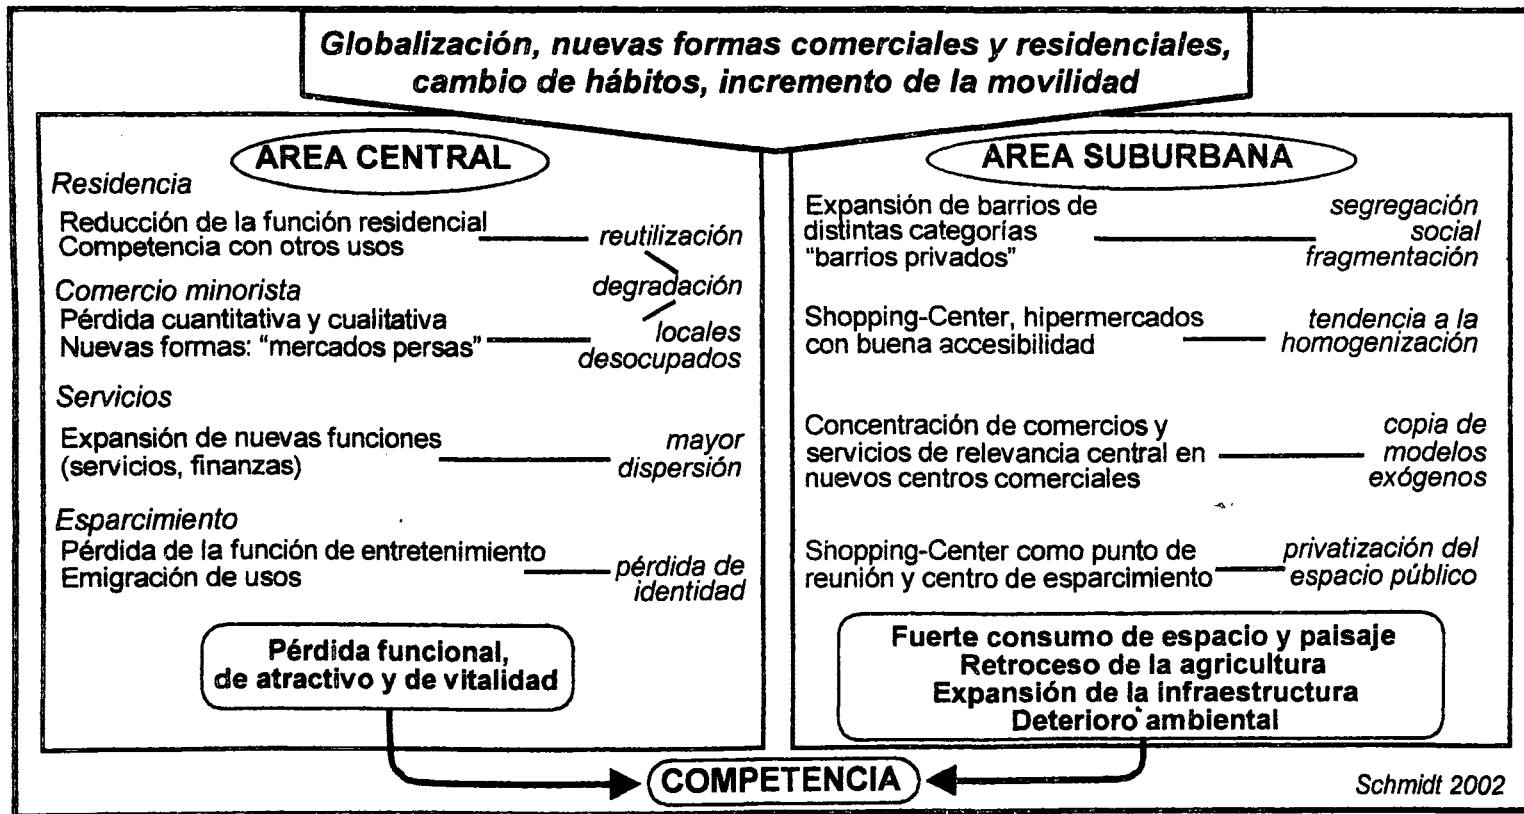 Globalización, nuevas formas comerciales y residenciales,
cambio de hábitos, incremento de la movilidad
AREA CENTRAL
Residencia
Reducción de la función residencial
Competencia con otros usos
reutilización
degradación
Comercio minorista
Pérdida cuantitativa y cualitativa
Nuevas formas: "mercados persas"
locales
desocupados
Servicios
Expansión de nuevas funciones
(servicios, finanzas)
mayor
dispersión
Esparcimiento
Pérdida de la función de entretenimiento
Emigración de usos
pérdida de
identidad
Pérdida funcional,
de atractivo y de vitalidad
AREA SUBURBANA
Expansión de barrios de
distintas categorías
"barrios privados"
segregación
social
fragmentación
Shopping-Center, hipermercados
con buena accesibilidad
tendencia a la
homogenización
Concentración de comercios y
servicios de relevancia central en
nuevos centros comerciales
copia de
modelos
exógenos
Shopping-Center como punto de
reunión y centro de esparcimiento
privatización del
espacio público
Fuerte consumo de espacio y paisaje
Retroceso de la agricultura
Expansión de la infraestructura
Deterioro ambiental
COMPETENCIA
Schmidt 2002